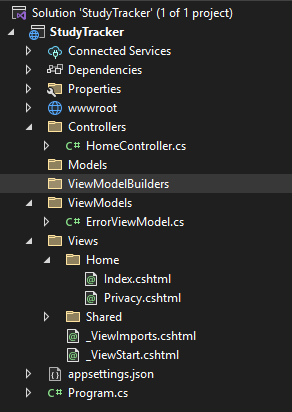 Solution 'StudyTracker' (1 of 1 project)
StudyTracker
Connected Services
Dependencies
Properties
wwwroot
Controllers
C# HomeController.cs
Models
ViewModelBuilders
ViewModels
C# ErrorViewModel.cs
Views
Home
Index.cshtml
Privacy.cshtml
Shared
_ViewImports.cshtml
_ViewStart.cshtml
appsettings.json
C# Program.cs